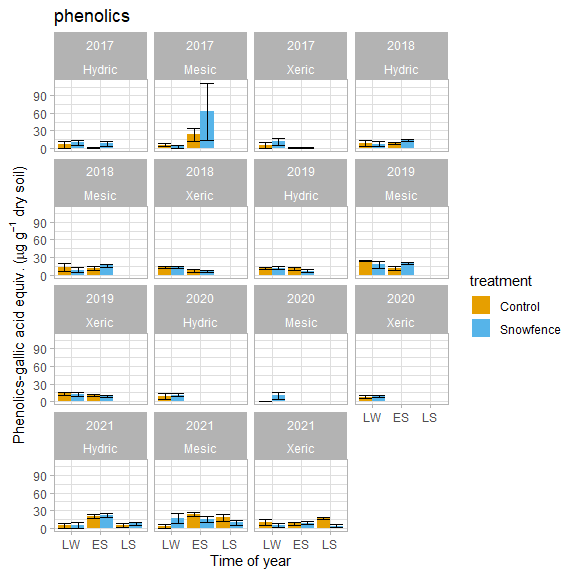 phenolics
2017
Hydric
2017
Mesic
2017
Xeric
2018
Hydric
90
60
30
0
2018
Mesic
2018
Xeric
2019
Hydric
2019
Mesic
90
60
30
0
2019
Xeric
2020
Hydric
2020
Mesic
2020
Xeric
90
60
30
0
LW ES LS
2021
Hydric
2021
Mesic
2021
Xeric
90
60
30
0
LW ES LS
LW ES LS
LW ES LS
Time of year
Phenolics-gallic acid equiv. (μg g⁻¹ dry soil)
treatment
Control
Snowfence